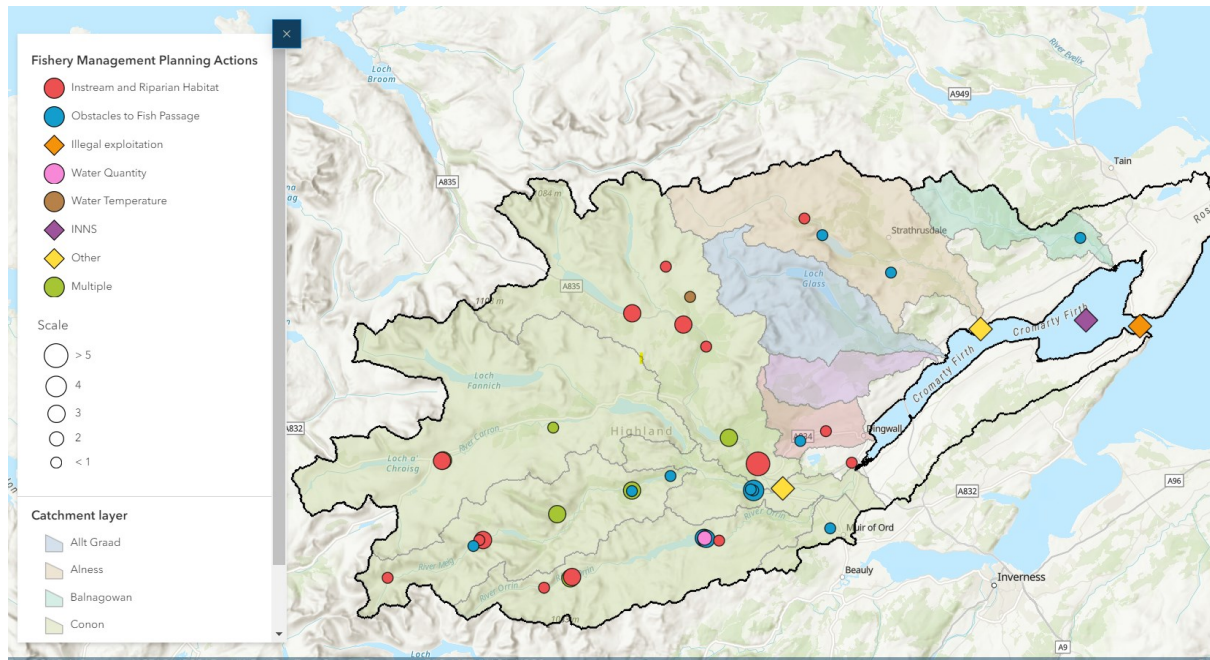 ×
Fishery Management Planning Actions
Instream and Riparian Habitat
Obstacles to Fish Passage
Illegal exploitation
Water Quantity
Water Temperature
INNS
Other
Multiple
Scale
> 5
4
3
2
< 1
Catchment layer
Allt Graad
Alness
Balnagowan
Conon
Loch
Broom
River Evelix
A949
Tain
A835
1084 m
Strathrusdale
Ros
Loch
Glass
A835
m
Cromarty Firth
Cromarty Firth
Loch
Fannich
A832
Highland
River Carron
Loch a'
Chroisg
Dingwall
A832
A96
River Orrin
Muir of Ord
River Meig
Beauly
Inverness
River Orrin
A9
Loch